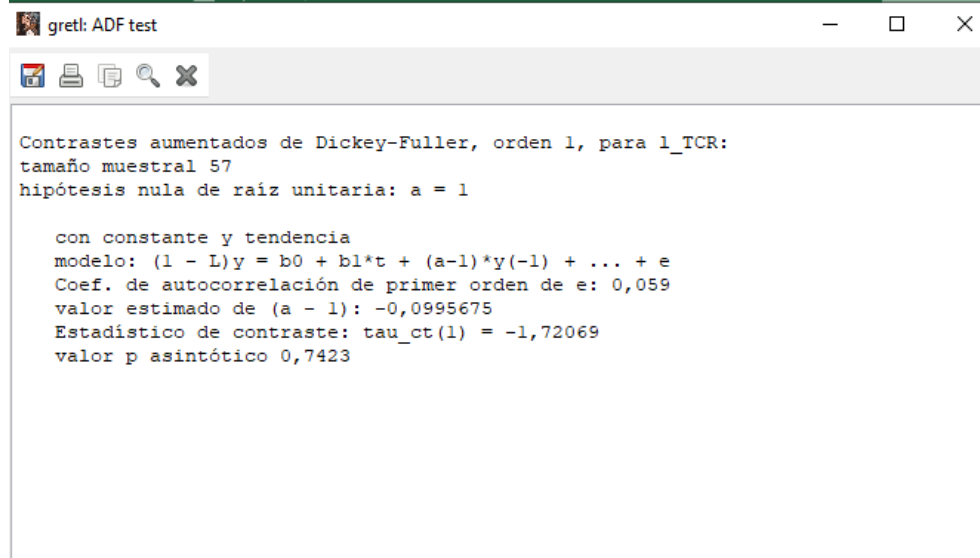 gretl: ADF test
Contrastes aumentados de Dickey-Fuller, orden 1, para l_TCR:
tamaño muestral 57
hipótesis nula de raíz unitaria: a = 1
con constante y tendencia
modelo: (1 - L)y = b0 + b1*t + (a-1)*y(-1) + ... + e
Coef. de autocorrelación de primer orden de e: 0,059
valor estimado de (a - 1): -0,0995675
Estadístico de contraste: tau_ct(1) = -1,72069
valor p asintótico 0,7423